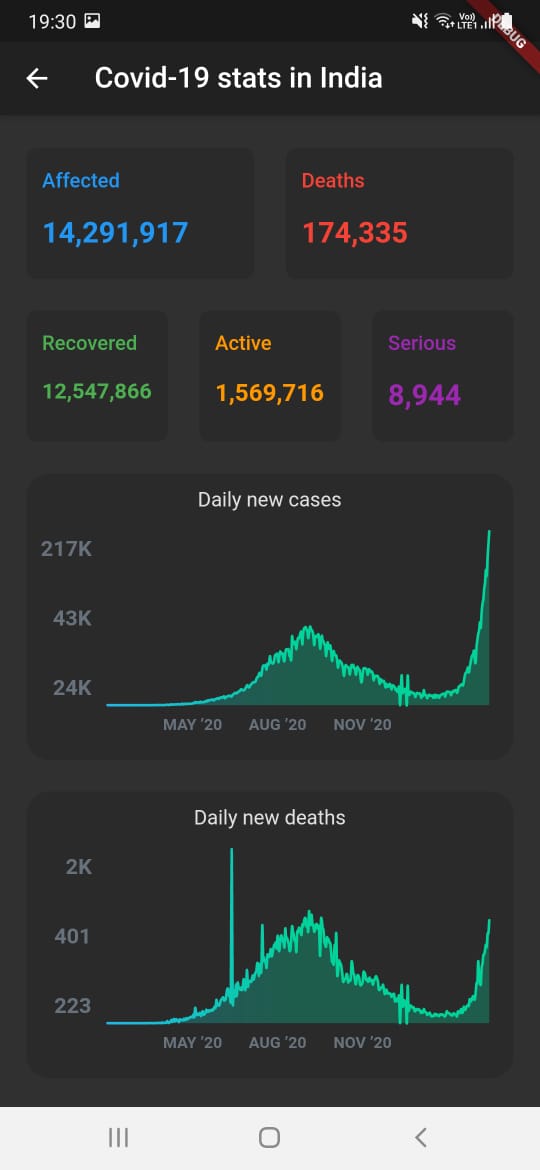 19:30
Vo)
LTE1
DEBUG
Covid-19 stats in India
Affected
Deaths
14,291,917
174,335
Recovered
Active
Serious
12,547,866
1,569,716
8,944
Daily new cases
217K
43K
24K
MAY '20 AUG '20 NOV '20
Daily new deaths
2K
401
223
MAY '20 AUG '20 NOV '20